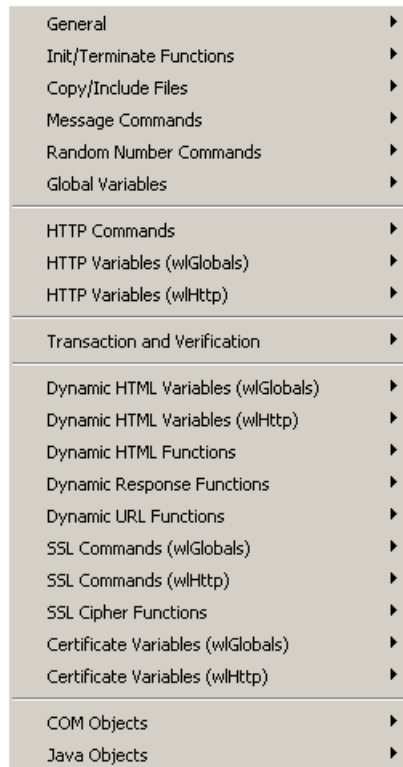 General
Init/Terminate Functions
Copy/Include Files
Message Commands
Random Number Commands
Global Variables
HTTP Commands
HTTP Variables (wlGlobals)
HTTP Variables (wlHttp)
Transaction and Verification
Dynamic HTML Variables (wlGlobals)
Dynamic HTML Variables (wlHttp)
Dynamic HTML Functions
Dynamic Response Functions
Dynamic URL Functions
SSL Commands (wlGlobals)
SSL Commands (wlHttp)
SSL Cipher Functions
Certificate Variables (wlGlobals)
Certificate Variables (wlHttp)
COM Objects
Java Objects